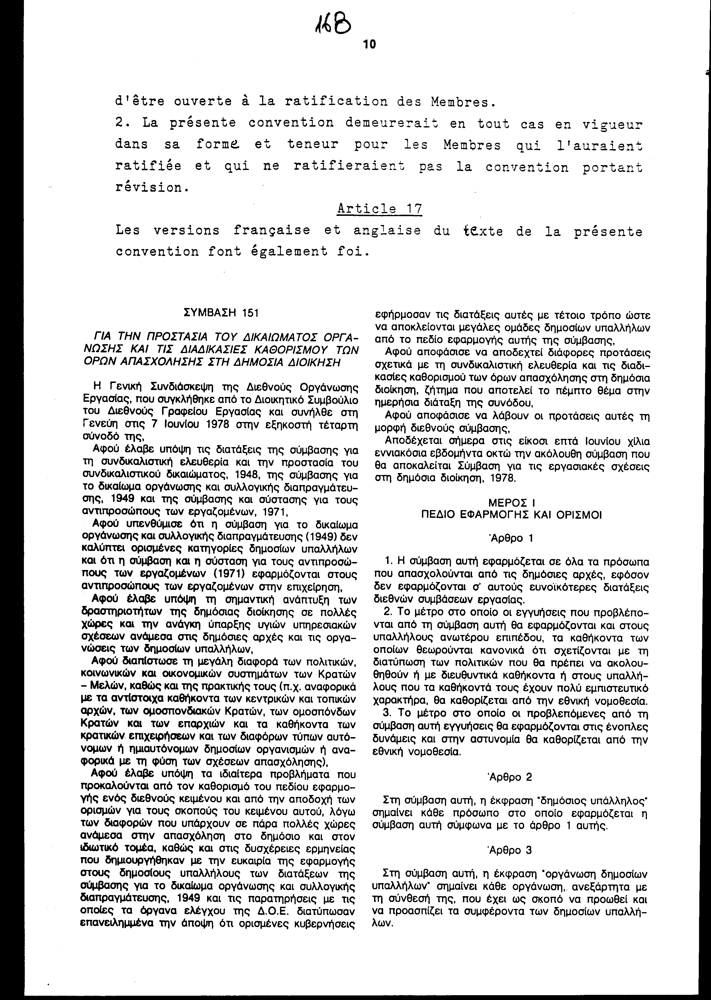 168
10
d'être ouverte à la ratification des Membres.
2. La présente convention demeurerait en tout cas en vigueur
dans sa forme et teneur pour les Membres qui l'auraient
ratifiée et qui ne ratifieraient pas la convention portant
révision.
Article 17
Les versions française et anglaise du texte de la présente
convention font également foi.
ΣΥΜΒΑΣΗ 151
ΓΙΑ ΤΗΝ ΠΡΟΣΤΑΣΙΑ ΤΟΥ ΔΙΚΑΙΩΜΑΤΟΣ ΟΡΓΑ-
ΝΩΣΗΣ ΚΑΙ ΤΙΣ ΔΙΑΔΙΚΑΣΙΕΣ ΚΑΘΟΡΙΣΜΟΥ ΤΩΝ
ΟΡΩΝ ΑΠΑΣΧΟΛΗΣΗΣ ΣΤΗ ΔΗΜΟΣΙΑ ΔΙΟΙΚΗΣΗ
Η Γενική Συνδιάσκεψη της Διεθνούς Οργάνωσης
Εργασίας, που συγκλήθηκε από το Διοικητικό Συμβούλιο
του Διεθνούς Γραφείου Εργασίας και συνήλθε στη
Γενεύη στις 7 Ιουνίου 1978 στην εξηκοστή τέταρτη
σύνοδό της,
Αφού έλαβε υπόψη τις διατάξεις της σύμβασης για
τη συνδικαλιστική ελευθερία και την προστασία του
συνδικαλιστικού δικαιώματος, 1948, της σύμβασης για
το δικαίωμα οργάνωσης και συλλογικής διαπραγμάτευ-
σης, 1949 και της σύμβασης και σύστασης για τους
αντιπροσώπους των εργαζομένων, 1971,
Αφού υπενθύμισε ότι η σύμβαση για το δικαίωμα
οργάνωσης και συλλογικής διαπραγμάτευσης (1949) δεν
καλύπτει ορισμένες κατηγορίες δημοσίων υπαλλήλων
και ότι η σύμβαση και η σύσταση για τους αντιπροσώ-
πους των εργαζομένων (1971) εφαρμόζονται στους
αντιπροσώπους των εργαζομένων στην επιχείρηση,
Αφού έλαβε υπόψη τη σημαντική ανάπτυξη των
δραστηριοτήτων της δημόσιας διοίκησης σε πολλές
χώρες και την ανάγκη ύπαρξης υγιών υπηρεσιακών
σχέσεων ανάμεσα στις δημόσιες αρχές και τις οργα-
νώσεις των δημοσίων υπαλλήλων,
Αφού διαπίστωσε τη μεγάλη διαφορά των πολιτικών,
κοινωνικών και οικονομικών συστημάτων των Κρατών
- Μελών, καθώς και της πρακτικής τους (π.χ. αναφορικά
με τα αντίστοιχα καθήκοντα των κεντρικών και τοπικών
αρχών, των ομοσπονδιακών Κρατών, των ομοσπόνδων
Κρατών και των επαρχιών και τα καθήκοντα των
κρατικών επιχειρήσεων και των διαφόρων τύπων αυτό-
νομων ή ημιαυτόνομων δημοσίων οργανισμών ή ανα-
φορικά με τη φύση των σχέσεων απασχόλησης),
Αφού έλαβε υπόψη τα ιδιαίτερα προβλήματα που
προκαλούνται από τον καθορισμό του πεδίου εφαρμο-
γής ενός διεθνούς κειμένου και από την αποδοχή των
ορισμών για τους σκοπούς του κειμένου αυτού, λόγω
των διαφορών που υπάρχουν σε πάρα πολλές χώρες
ανάμεσα στην απασχόληση στο δημόσιο και στον
ιδιωτικό τομέα, καθώς και στις δυσχέρειες ερμηνείας
που δημιουργήθηκαν με την ευκαιρία της εφαρμογής
στους δημοσίους υπαλλήλους των διατάξεων της
σύμβασης για το δικαίωμα οργάνωσης και συλλογικής
διαπραγμάτευσης, 1949 και τις παρατηρήσεις με τις
οποίες τα όργανα ελέγχου της Δ.Ο.Ε. διατύπωσαν
επανειλημμένα την άποψη ότι ορισμένες κυβερνήσεις
εφήρμοσαν τις διατάξεις αυτές με τέτοιο τρόπο ώστε
να αποκλείονται μεγάλες ομάδες δημοσίων υπαλλήλων
από το πεδίο εφαρμογής αυτής της σύμβασης,
Αφού αποφάσισε να αποδεχτεί διάφορες προτάσεις
σχετικά με τη συνδικαλιστική ελευθερία και τις διαδι-
κασίες καθορισμού των όρων απασχόλησης στη δημόσια
διοίκηση, ζήτημα που αποτελεί το πέμπτο θέμα στην
ημερήσια διάταξη της συνόδου,
Αφού αποφάσισε να λάβουν οι προτάσεις αυτές τη
μορφή διεθνούς σύμβασης,
Αποδέχεται σήμερα στις είκοσι επτά Ιουνίου χίλια
εννιακόσια εβδομήντα οκτώ την ακόλουθη σύμβαση που
θα αποκαλείται Σύμβαση για τις εργασιακές σχέσεις
στη δημόσια διοίκηση, 1978.
ΜΕΡΟΣ Ι
ΠΕΔΙΟ ΕΦΑΡΜΟΓΗΣ ΚΑΙ ΟΡΙΣΜΟΙ
'Αρθρο 1
1. Η σύμβαση αυτή εφαρμόζεται σε όλα τα πρόσωπα
που απασχολούνται από τις δημόσιες αρχές, εφόσον
δεν εφαρμόζονται σ' αυτούς ευνοϊκότερες διατάξεις
διεθνών συμβάσεων εργασίας.
2. Το μέτρο στο οποίο οι εγγυήσεις που προβλέπο-
νται από τη σύμβαση αυτή θα εφαρμόζονται και στους
υπαλλήλους ανωτέρου επιπέδου, τα καθήκοντα των
οποίων θεωρούνται κανονικά ότι σχετίζονται με τη
διατύπωση των πολιτικών που θα πρέπει να ακολου-
θηθούν ή με διευθυντικά καθήκοντα ή στους υπαλλή-
λους που τα καθήκοντά τους έχουν πολύ εμπιστευτικό
χαρακτήρα, θα καθορίζεται από την εθνική νομοθεσία.
3. Το μέτρο στο οποίο οι προβλεπόμενες από τη
σύμβαση αυτή εγγυήσεις θα εφαρμόζονται στις ένοπλες
δυνάμεις και στην αστυνομία θα καθορίζεται από την
εθνική νομοθεσία.
'Αρθρο 2
Στη σύμβαση αυτή, η έκφραση "δημόσιος υπάλληλος"
σημαίνει κάθε πρόσωπο στο οποίο εφαρμόζεται η
σύμβαση αυτή σύμφωνα με το άρθρο 1 αυτής.
'Αρθρο 3
Στη σύμβαση αυτή, η έκφραση "οργάνωση δημοσίων
υπαλλήλων" σημαίνει κάθε οργάνωση, ανεξάρτητα με
τη σύνθεσή της, που έχει ως σκοπό να προωθεί και
να προασπίζει τα συμφέροντα των δημοσίων υπαλλή-
λων.